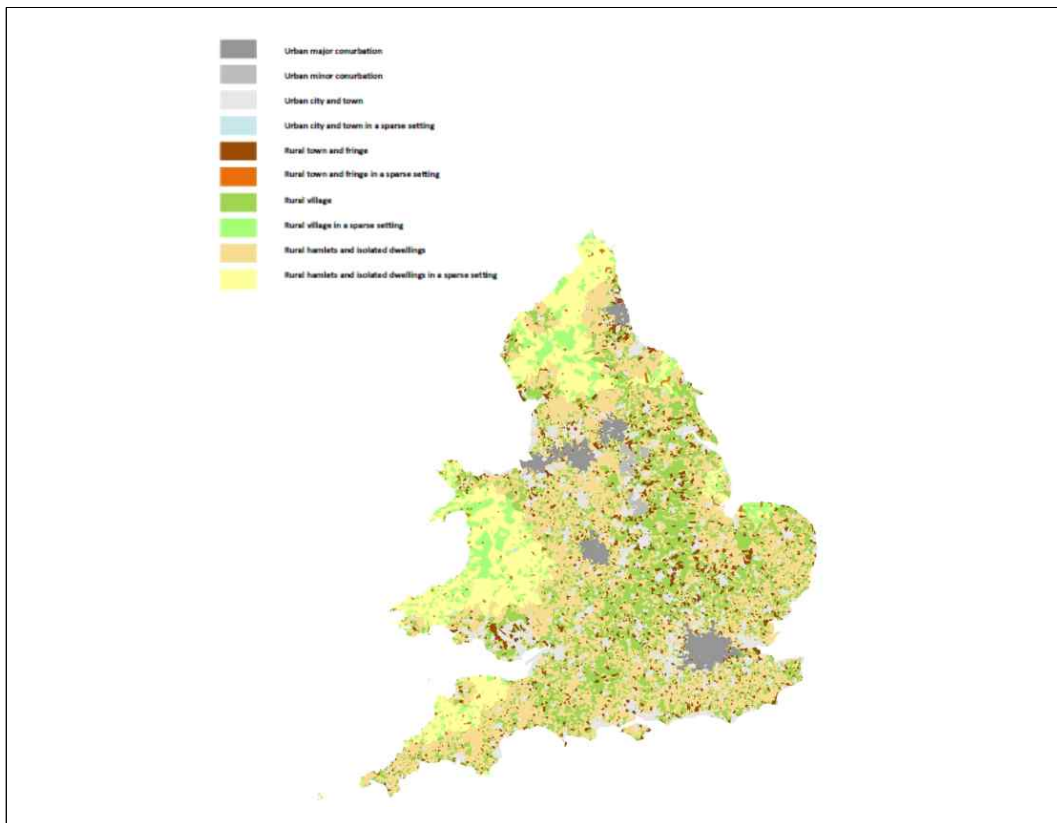 Urban major conurbation
Urban minor conurbation
Urban city and town
Urban city and town in a sparse setting
Rural town and fringe
Rural town and fringe in a sparse setting
Rural village
Rural village in a sparse setting
Rural hamlets and isolated dwellings
Rural hamlets and isolated dwellings in a sparse setting